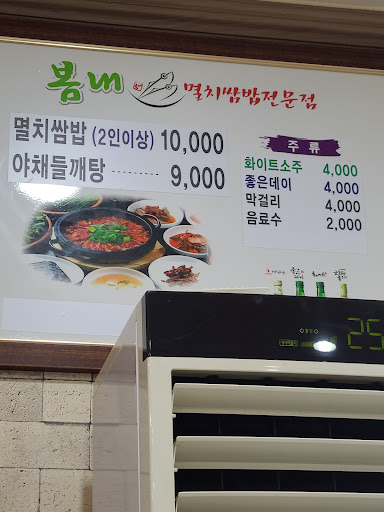 봄내 멸치쌈밥전문점
멸치쌈밥 (2인이상) 10,000
야채들깨탕 ---------- 9,000
주 류
화이트소주 4,000
좋은데이 4,000
막걸리 4,000
음료수 2,000
25